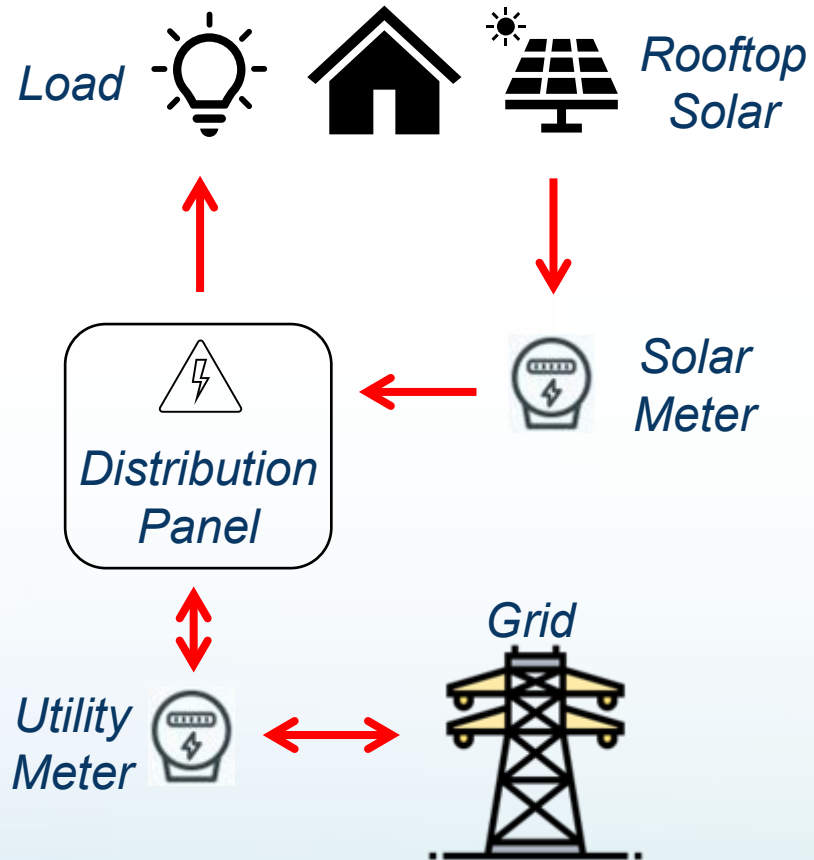 Load
Rooftop
Solar
Solar
Meter
Distribution
Panel
Grid
Utility
Meter